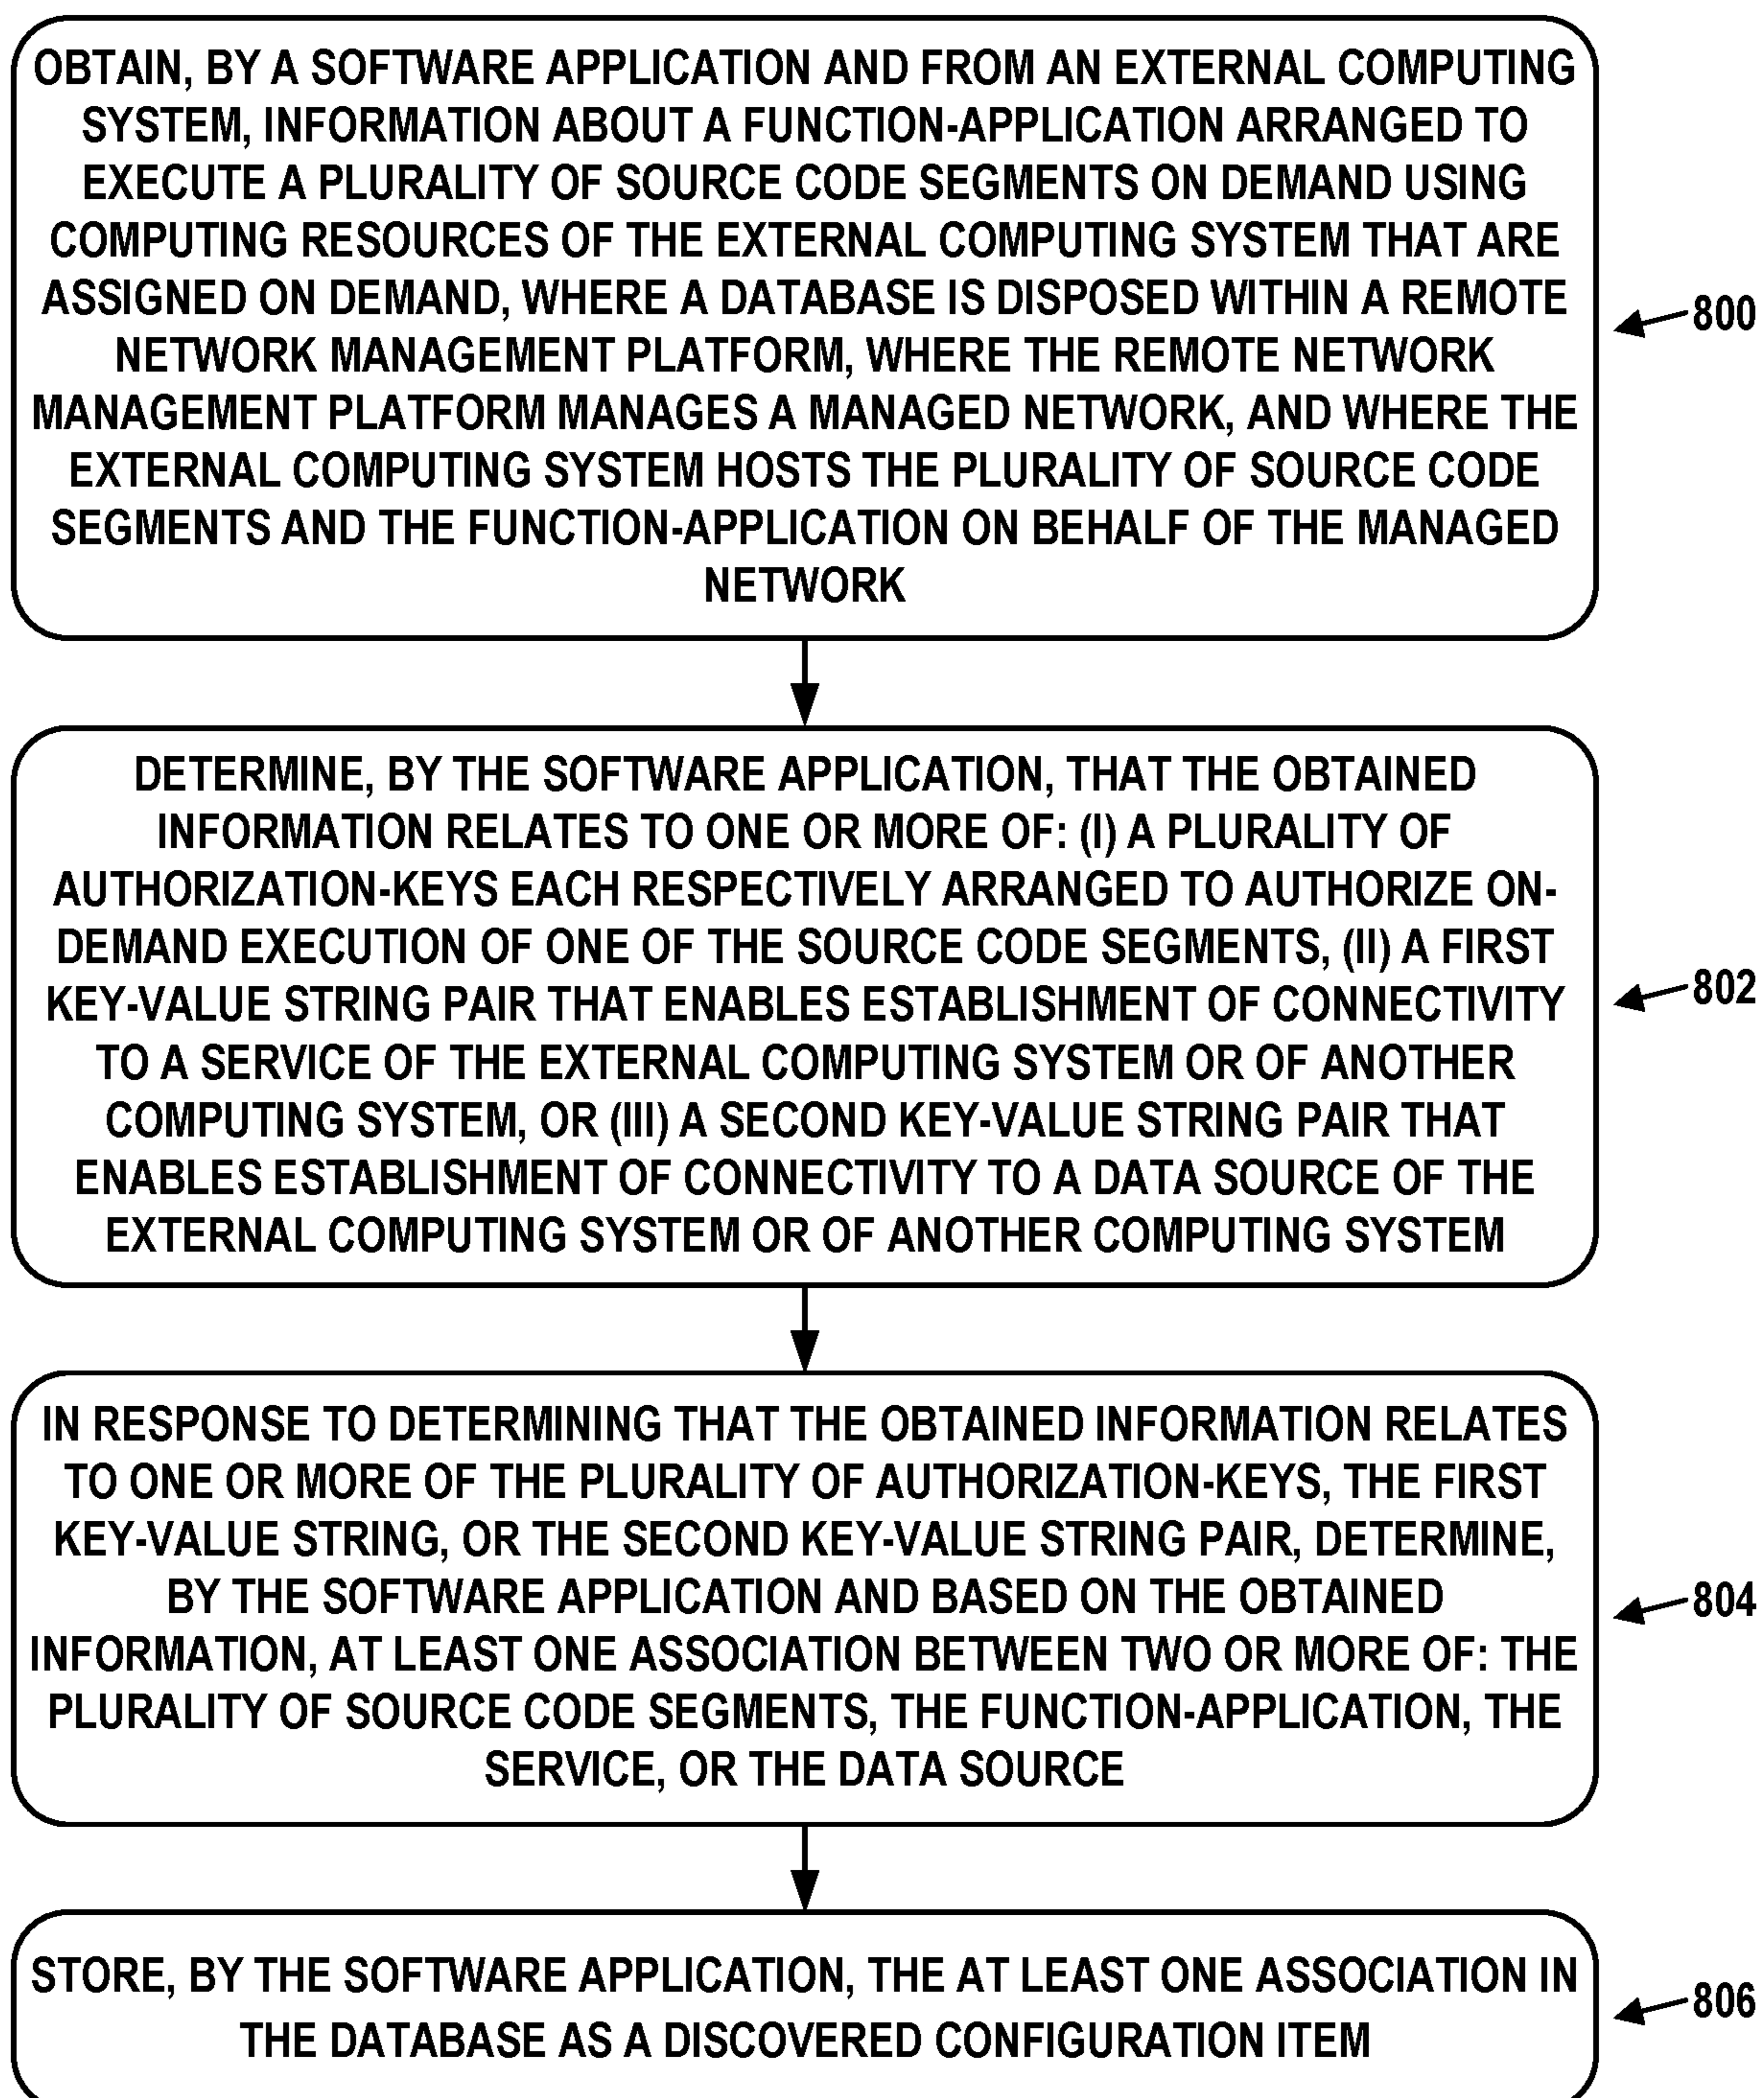 OBTAIN, BY A SOFTWARE APPLICATION AND FROM AN EXTERNAL COMPUTING
SYSTEM, INFORMATION ABOUT A FUNCTION-APPLICATION ARRANGED TO
EXECUTE A PLURALITY OF SOURCE CODE SEGMENTS ON DEMAND USING
COMPUTING RESOURCES OF THE EXTERNAL COMPUTING SYSTEM THAT ARE
ASSIGNED ON DEMAND, WHERE A DATABASE IS DISPOSED WITHIN A REMOTE
NETWORK MANAGEMENT PLATFORM, WHERE THE REMOTE NETWORK
MANAGEMENT PLATFORM MANAGES A MANAGED NETWORK, AND WHERE THE
EXTERNAL COMPUTING SYSTEM HOSTS THE PLURALITY OF SOURCE CODE
SEGMENTS AND THE FUNCTION-APPLICATION ON BEHALF OF THE MANAGED
NETWORK
800
DETERMINE, BY THE SOFTWARE APPLICATION, THAT THE OBTAINED
INFORMATION RELATES TO ONE OR MORE OF: (I) A PLURALITY OF
AUTHORIZATION-KEYS EACH RESPECTIVELY ARRANGED TO AUTHORIZE ON-
DEMAND EXECUTION OF ONE OF THE SOURCE CODE SEGMENTS, (II) A FIRST
KEY-VALUE STRING PAIR THAT ENABLES ESTABLISHMENT OF CONNECTIVITY
TO A SERVICE OF THE EXTERNAL COMPUTING SYSTEM OR OF ANOTHER
COMPUTING SYSTEM, OR (III) A SECOND KEY-VALUE STRING PAIR THAT
ENABLES ESTABLISHMENT OF CONNECTIVITY TO A DATA SOURCE OF THE
EXTERNAL COMPUTING SYSTEM OR OF ANOTHER COMPUTING SYSTEM
802
IN RESPONSE TO DETERMINING THAT THE OBTAINED INFORMATION RELATES
TO ONE OR MORE OF THE PLURALITY OF AUTHORIZATION-KEYS, THE FIRST
KEY-VALUE STRING, OR THE SECOND KEY-VALUE STRING PAIR, DETERMINE,
BY THE SOFTWARE APPLICATION AND BASED ON THE OBTAINED
INFORMATION, AT LEAST ONE ASSOCIATION BETWEEN TWO OR MORE OF: THE
PLURALITY OF SOURCE CODE SEGMENTS, THE FUNCTION-APPLICATION, THE
SERVICE, OR THE DATA SOURCE
804
STORE, BY THE SOFTWARE APPLICATION, THE AT LEAST ONE ASSOCIATION IN
THE DATABASE AS A DISCOVERED CONFIGURATION ITEM
806